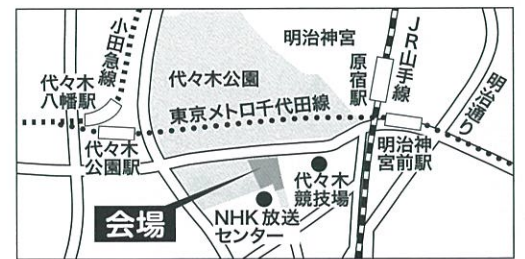 小田急線
代々木
八幡駅
代々木公園
明治神宮
原宿駅
JR山手線
明治通り
東京メトロ千代田線
代々木
公園駅
明治神
宮前駅
代々木
競技場
会場
NHK放送
センター